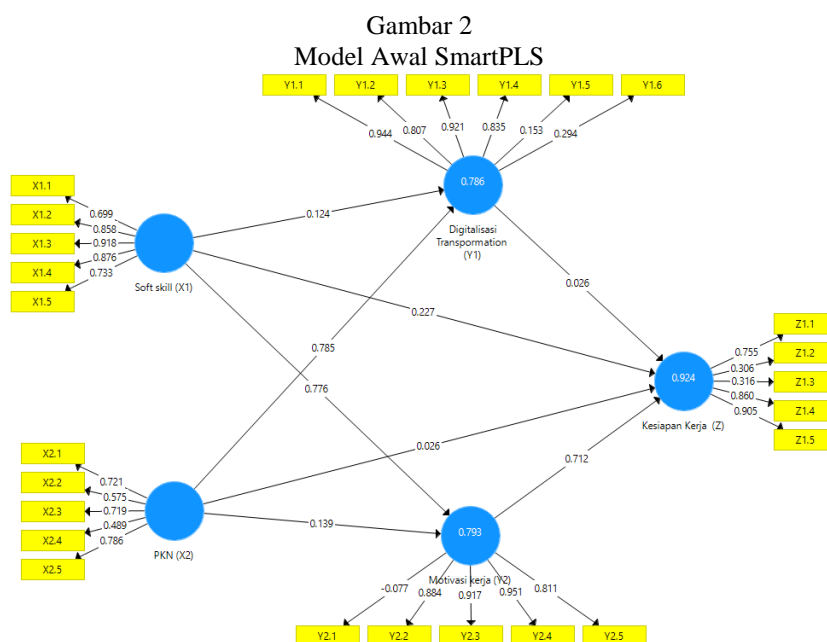 Gambar 2
Model Awal SmartPLS
Y1.1
Y1.2
Y1.3
Y1.4
Y1.5
Y1.6
0.944
0.807
0.921
0.835
0.153
0.294
0.786
Digitalisasi
Transpormation
(Y1)
X1.1
X1.2
X1.3
X1.4
X1.5
0.699
0.858
0.918
0.876
0.733
Soft skill (X1)
0.124
0.227
0.785
0.776
0.026
0.026
0.712
0.139
0.924
Kesiapan Kerja (Z)
Z1.1
Z1.2
Z1.3
Z1.4
Z1.5
0.755
0.306
0.316
0.860
0.905
X2.1
X2.2
X2.3
X2.4
X2.5
0.721
0.575
0.719
0.489
0.786
PKN (X2)
0.793
Motivasi kerja (Y2)
-0.077
0.884
0.917
0.951
0.811
Y2.1
Y2.2
Y2.3
Y2.4
Y2.5